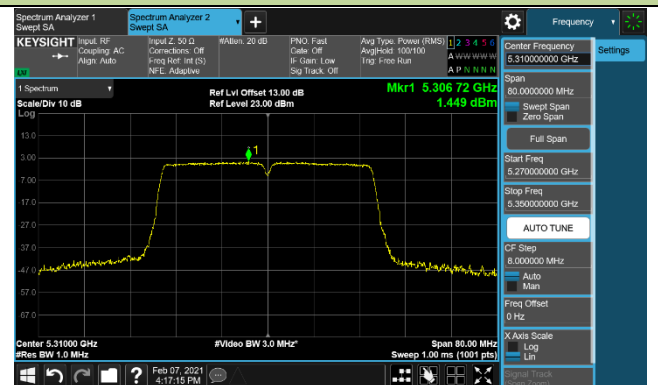 Spectrum Analyzer 1
Swept SA
Spectrum Analyzer 2
Swept SA
Frequency
KEYSIGHT
Input: RF
Coupling: AC
Align: Auto
Input Z: 50 Ω
Corrections: Off
Freq Ref: Int (S)
NFE: Adaptive
#Atten: 20 dB
PNO: Fast
Gate: Off
IF Gain: Low
Sig Track: Off
Avg Type: Power (RMS)
Avg|Hold: 100/100
Trig: Free Run
1 2 3 4 5 6
A W W W W W
A P N N N N
LXI
1 Spectrum
Scale/Div 10 dB
Log
Ref Lvl Offset 13.00 dB
Ref Level 23.00 dBm
Mkr1 5.306 72 GHz
1.449 dBm
1
13.0
3.00
-7.00
-17.0
-27.0
-37.0
-47.0
-57.0
-67.0
Center 5.31000 GHz
#Res BW 1.0 MHz
#Video BW 3.0 MHz*
Span 80.00 MHz
Sweep 1.00 ms (1001 pts)
Feb 07, 2021
4:17:15 PM
Center Frequency
5.310000000 GHz
Settings
Span
80.0000000 MHz
Swept Span
Zero Span
Full Span
Start Freq
5.270000000 GHz
Stop Freq
5.350000000 GHz
AUTO TUNE
CF Step
8.000000 MHz
Auto
Man
Freq Offset
0 Hz
X Axis Scale
Log
Lin
Signal Track
(Span Zoom)